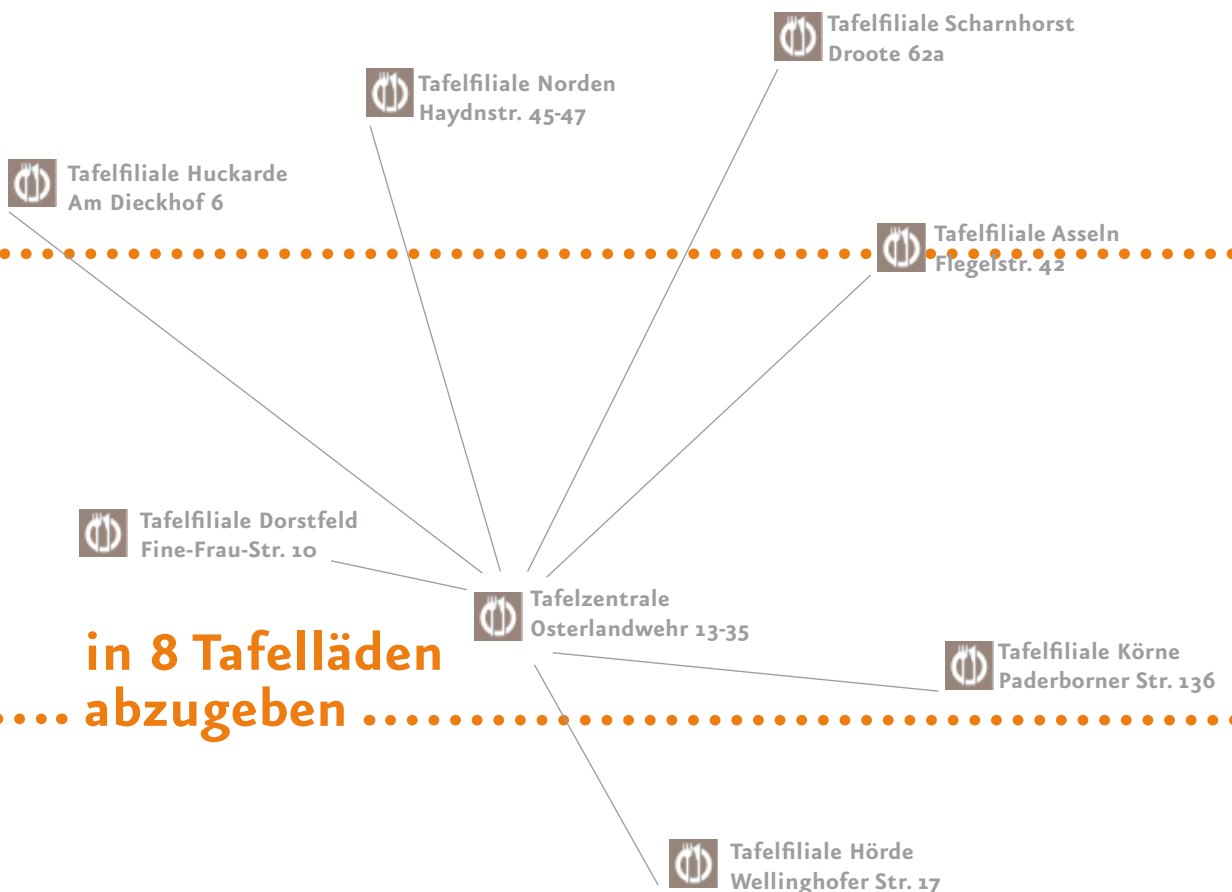 Tafelfiliale Scharnhorst
Droote 62a
Tafelfiliale Norden
Haydnstr. 45-47
Tafelfiliale Huckarde
Am Dieckhof 6
Tafelfiliale Asseln
Flegelstr. 42
Tafelfiliale Dorstfeld
Fine-Frau-Str. 10
Tafelzentrale
Osterlandwehr 13-35
in 8 Tafelläden
abzugeben
Tafelfiliale Körne
Paderborner Str. 136
Tafelfiliale Hörde
Wellinghofer Str. 17